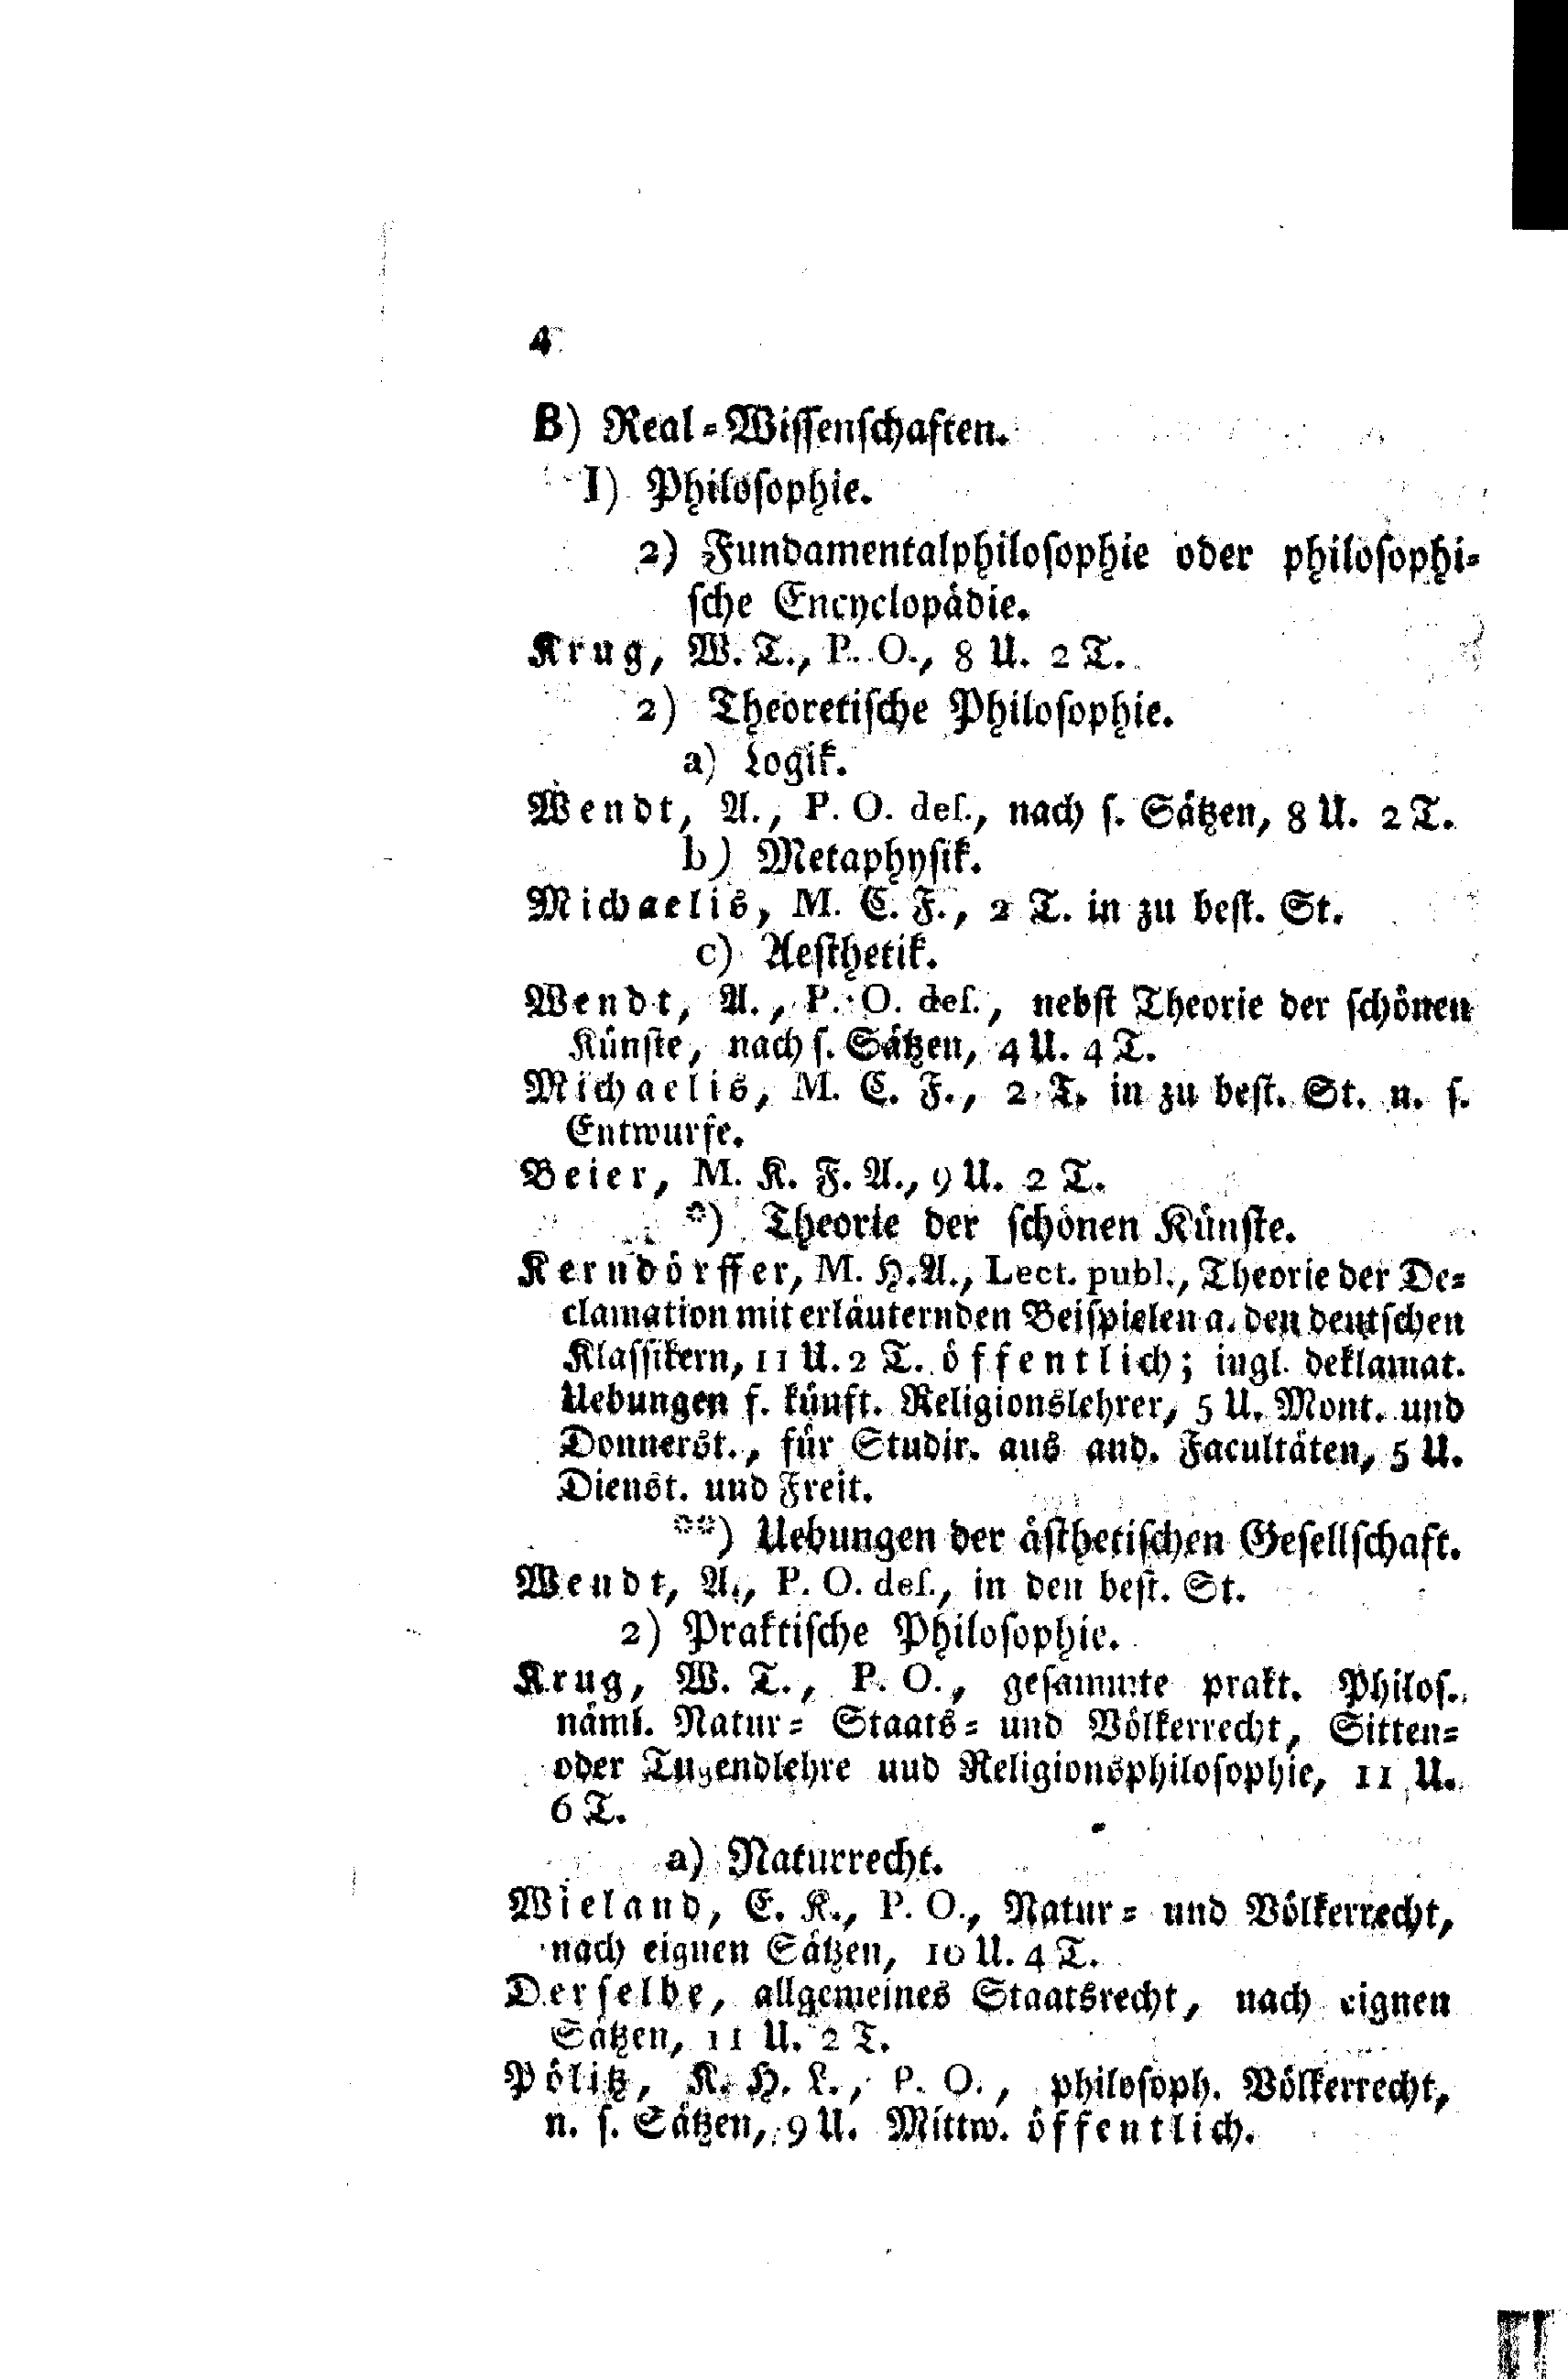 4
B) Real-Wissenschaften.
I) Philosophie.
2) Fundamentalphilosophie oder philosophi-
sche Encyclopädie.
Krug, W. T., P. O., 8 U. 2 T.
2) Theoretische Philosophie.
a) Logik.
Wendt, A., P. O. des., nach s. Sätzen, 8 U. 2 T.
b) Metaphysik.
Michaelis, M. C. F., 2 T. in zu best. St.
c) Aesthetik.
Wendt, A., P. O. des., nebst Theorie der schönen
Künste, nach s. Sätzen, 4 U. 4 T.
Michaelis, M. C. F., 2 T. in zu best. St. n. s.
Entwurfe.
Beier, M. K. F. A., 9 U. 2 T.
*) Theorie der schönen Künste.
Kerndörffer, M. H. A., Lect. publ., Theorie der De-
clamation mit erläuternden Beispielen a. den deutschen
Klassikern, 11 U. 2 T. öffentlich; ingl. deklamat.
Uebungen f. künft. Religionslehrer, 5 U. Mont. und
Donnerst., für Studir. aus and. Facultäten, 5 U.
Dienst. und Freit.
**) Uebungen der ästhetischen Gesellschaft.
Wendt, A., P. O. des., in den best. St.
2) Praktische Philosophie.
Krug, W. T., P. O., gesammte prakt. Philos.
näml. Natur- Staats- und Völkerrecht, Sitten-
oder Tugendlehre und Religionsphilosophie, 11 U.
6 T.
a) Naturrecht.
Wieland, E. K., P. O., Natur- und Völkerrecht,
nach eignen Sätzen, 10 U. 4 T.
Derselbe, allgemeines Staatsrecht, nach eignen
Sätzen, 11 U. 2 T.
Pölitz, K. H. L., P. O., philosoph. Völkerrecht,
n. s. Sätzen, 9 U. Mittw. öffentlich.